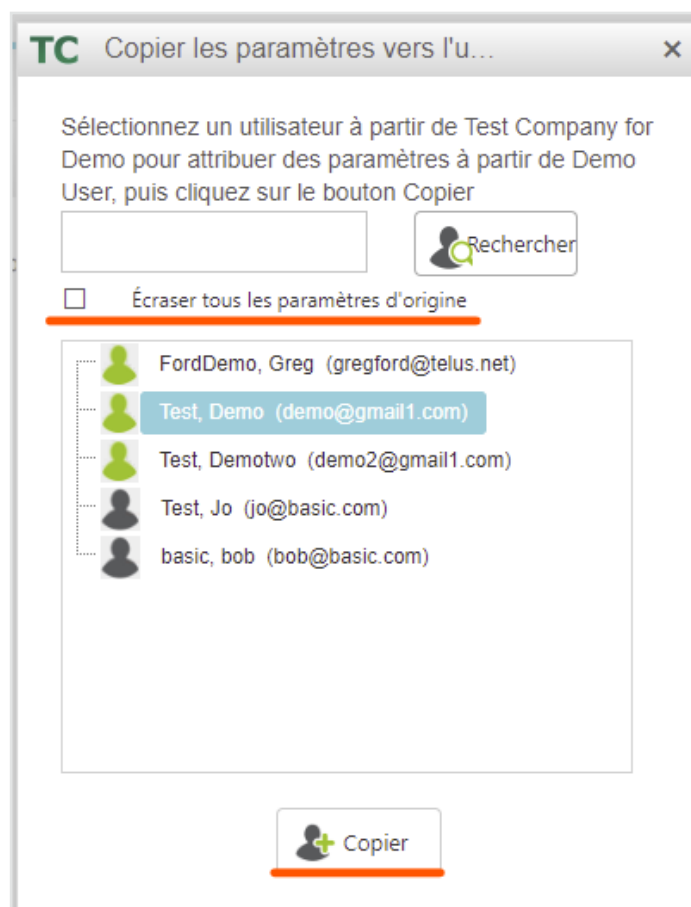 TC Copier les paramètres vers l'u...
Sélectionnez un utilisateur à partir de Test Company for
Demo pour attribuer des paramètres à partir de Demo
User, puis cliquez sur le bouton Copier
Rechercher
Écraser tous les paramètres d'origine
FordDemo, Greg (gregford@telus.net)
Test, Demo (demo@gmail1.com)
Test, Demotwo (demo2@gmail1.com)
Test, Jo (jo@basic.com)
basic, bob (bob@basic.com)
Copier